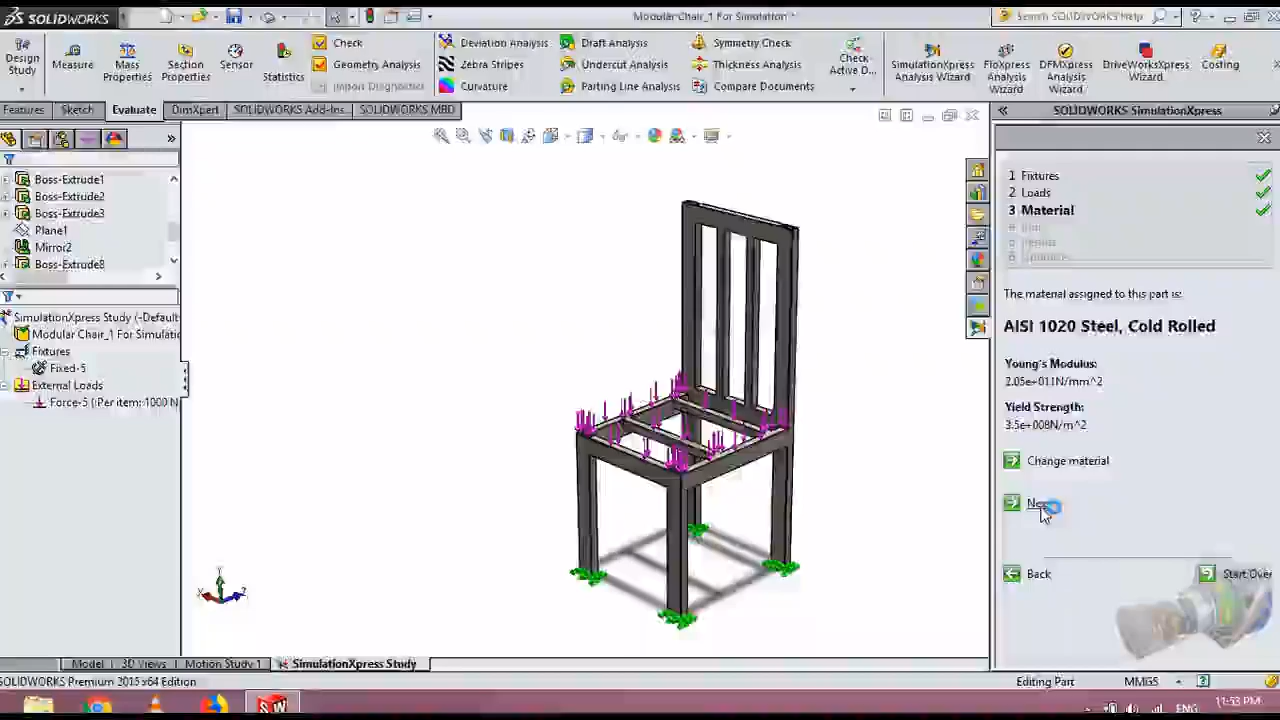 SOLIDWORKS
Modular Chair_1 For Simulation *
Search SOLIDWORKS Help
Design Study
Measure
Mass Properties
Section Properties
Sensor
Statistics
Check
Geometry Analysis
Import Diagnostics
Deviation Analysis
Zebra Stripes
Curvature
Draft Analysis
Undercut Analysis
Parting Line Analysis
Symmetry Check
Thickness Analysis
Compare Documents
Check Active D...
SimulationXpress Analysis Wizard
FloXpress Analysis Wizard
DFMXpress Analysis Wizard
DriveWorksXpress Wizard
Costing
Features
Sketch
Evaluate
DimXpert
SOLIDWORKS Add-Ins
SOLIDWORKS MBD
SOLIDWORKS SimulationXpress
Boss-Extrude1
Boss-Extrude2
Boss-Extrude3
Plane1
Mirror2
Boss-Extrude8
SimulationXpress Study (-Default
Modular Chair_1 For Simulatio
Fixtures
Fixed-5
External Loads
Force-5 (:Per item: 1000 N
1 Fixtures
2 Loads
3 Material
The material assigned to this part is:
AISI 1020 Steel, Cold Rolled
Young's Modulus:
2.05e+011N/mm^2
Yield Strength:
3.5e+008N/m^2
Change material
Back
Start Over
Model
3D Views
Motion Study 1
SimulationXpress Study
SOLIDWORKS Premium 2015 x64 Edition
Editing Part
MMGS
ENG
11:53 PM